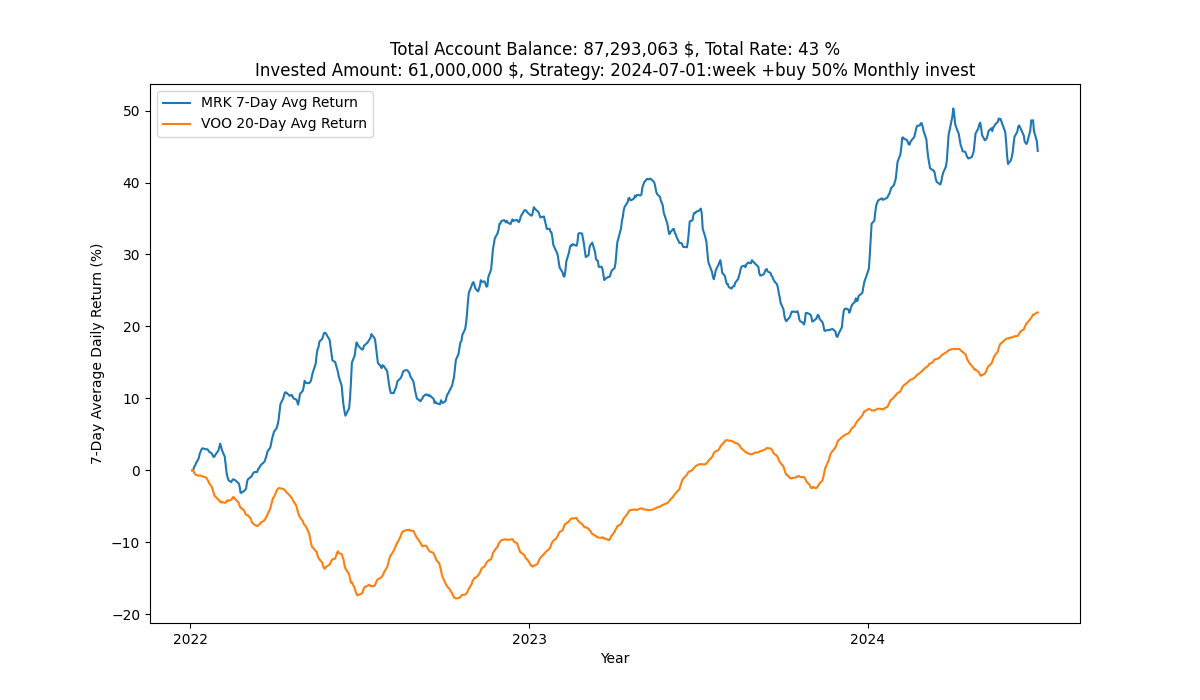 Total Account Balance: 87,293,063 $, Total Rate: 43 %
Invested Amount: 61,000,000 $, Strategy: 2024-07-01:week +buy 50% Monthly invest
MRK 7-Day Avg Return
VOO 20-Day Avg Return
7-Day Average Daily Return (%)
50
40
30
20
10
0
−10
−20
2022
2023
2024
Year